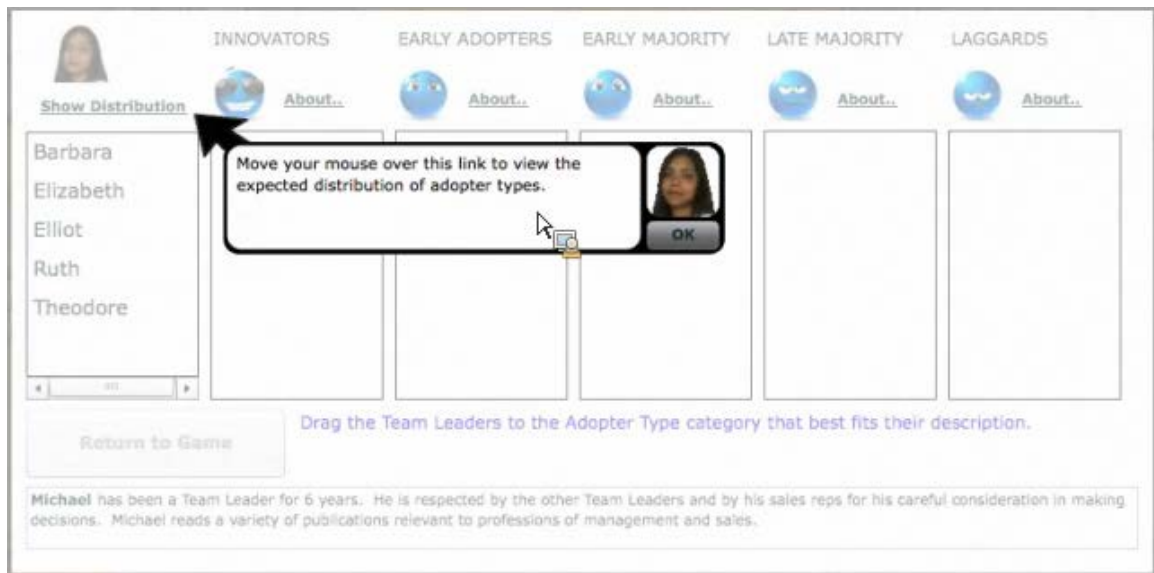 INNOVATORS EARLY ADOPTERS EARLY MAJORITY LATE MAJORITY LAGGARDS
Show Distribution About.. About.. About.. About.. About..
Barbara
Elizabeth
Elliot
Ruth
Theodore
Move your mouse over this link to view the
expected distribution of adopter types.
OK
Drag the Team Leaders to the Adopter Type category that best fits their description.
Return to Game
Michael has been a Team Leader for 6 years. He is respected by the other Team Leaders and by his sales reps for his careful consideration in making
decisions. Michael reads a variety of publications relevant to professions of management and sales.